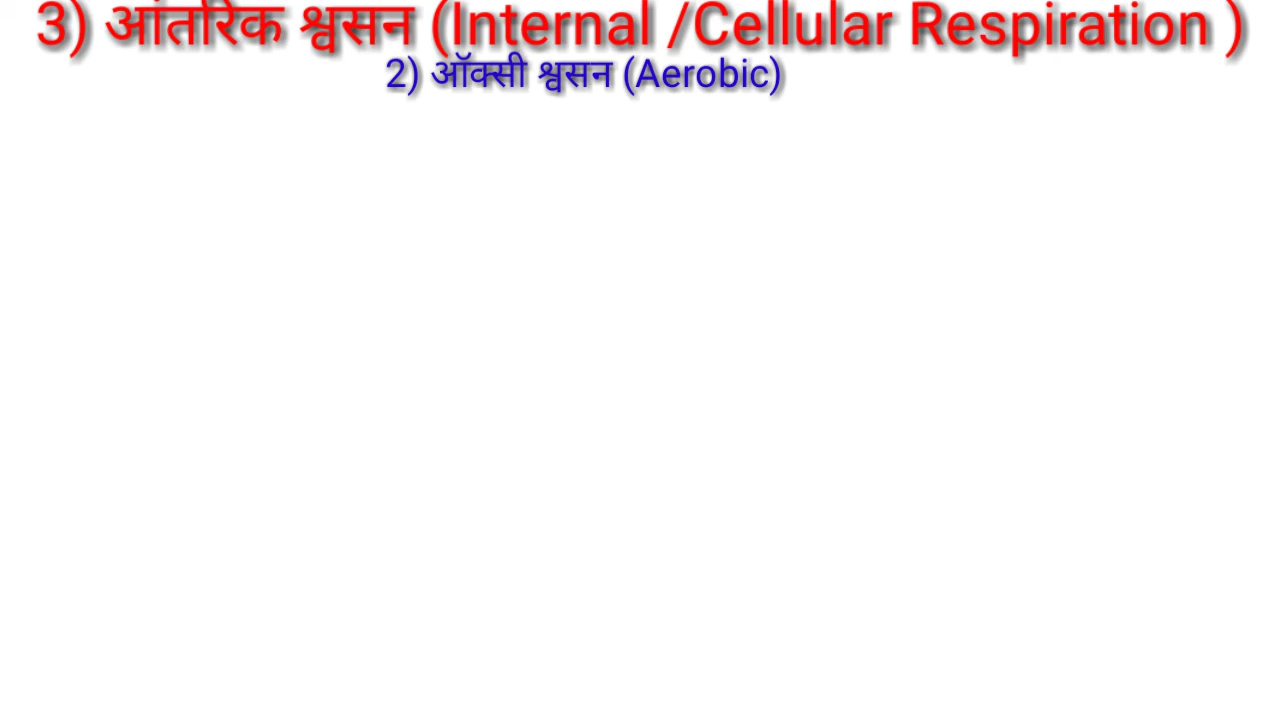 3) आंतरिक श्वसन (Internal /Cellular Respiration )
2) ऑक्सी श्वसन (Aerobic)